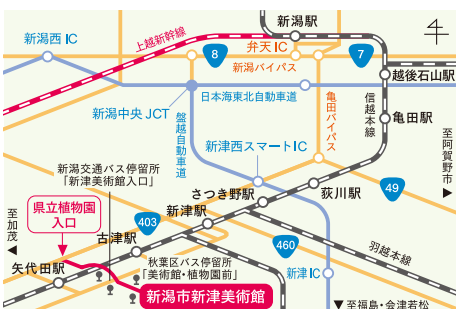 新潟駅
上越新幹線
新潟西IC
弁天IC
8
7
新潟バイパス
越後石山駅
日本海東北自動車道
新潟中央JCT
亀田バイパス
信越本線
亀田駅
磐越自動車道
至阿賀野市
新津西スマートIC
新潟交通バス停留所
「新津美術館入口」
荻川駅
49
さつき野駅
県立植物園
入口
新津駅
403
至加茂
古津駅
460
羽越本線
秋葉区バス停留所
「美術館・植物園前」
矢代田駅
新津IC
新潟市新津美術館
至福島・会津若松